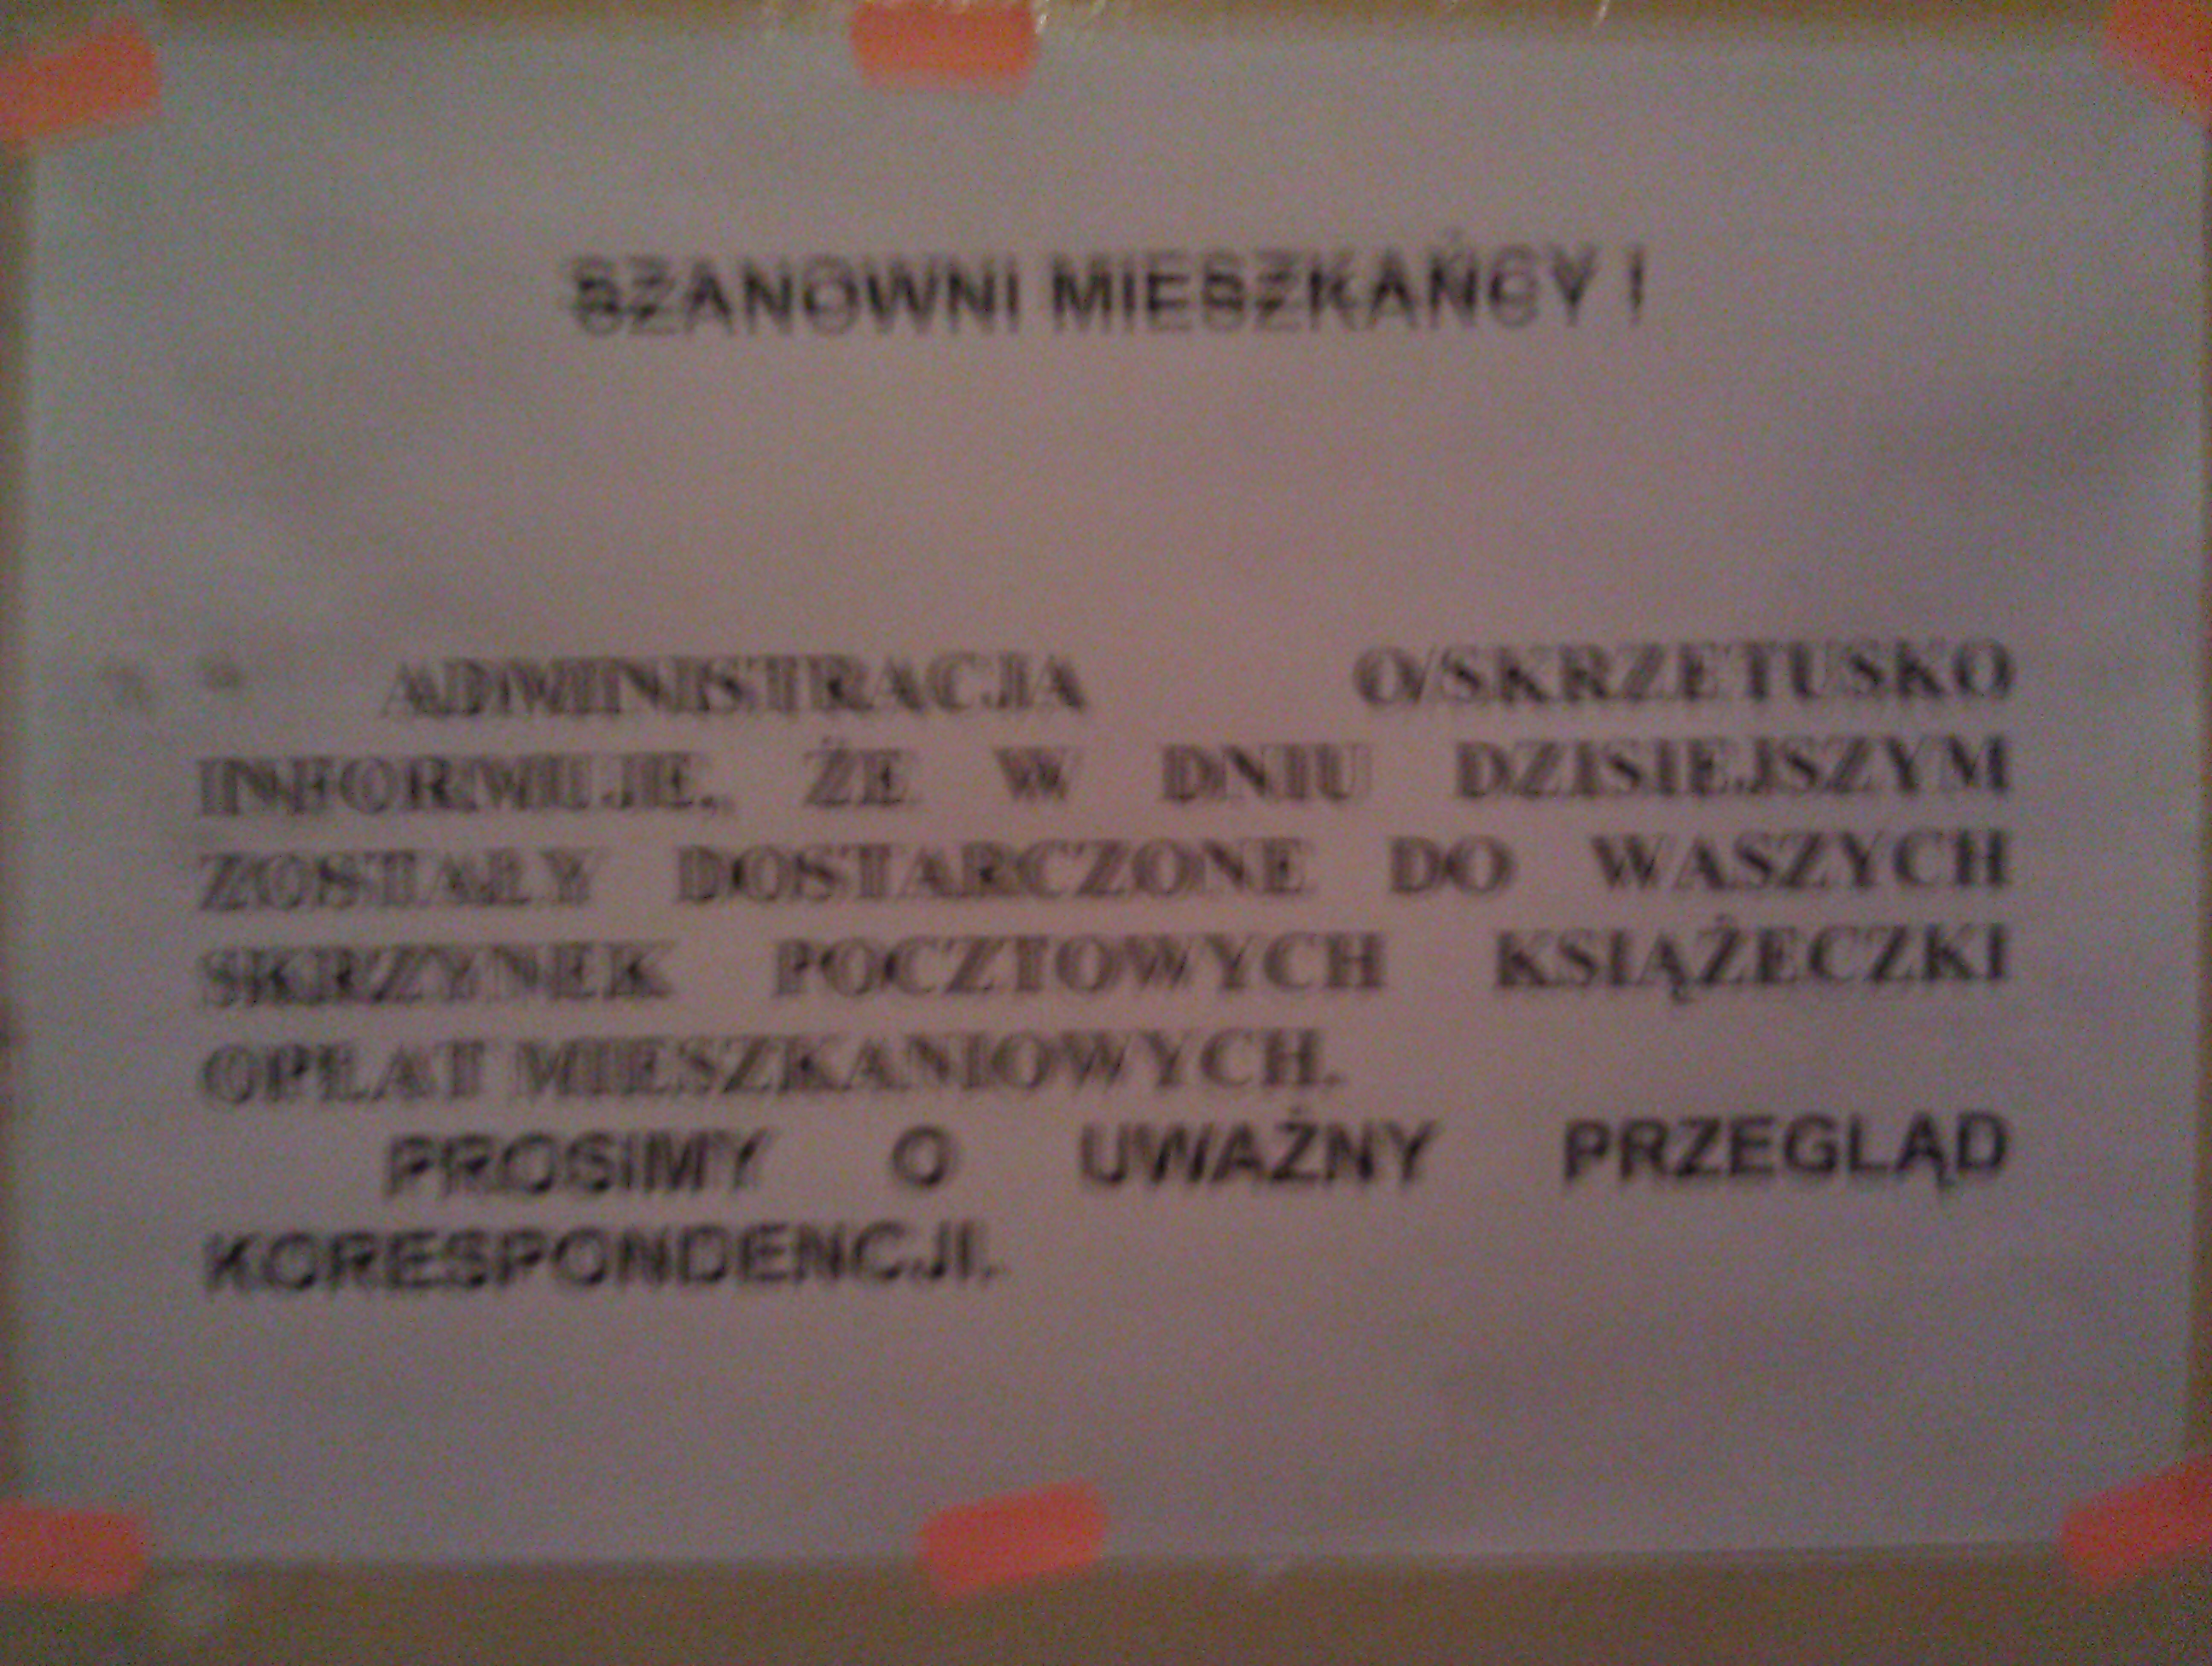 SZANOWNI MIESZKAŃCY !
ADMINISTRACJA O/SKRZETUSKO
INFORMUJE, ŻE W DNIU DZISIEJSZYM
ZOSTAŁY DOSTARCZONE DO WASZYCH
SKRZYNEK POCZTOWYCH KSIĄŻECZKI
OPŁAT MIESZKANIOWYCH.
PROSIMY O UWAŻNY PRZEGLĄD
KORESPONDENCJI.